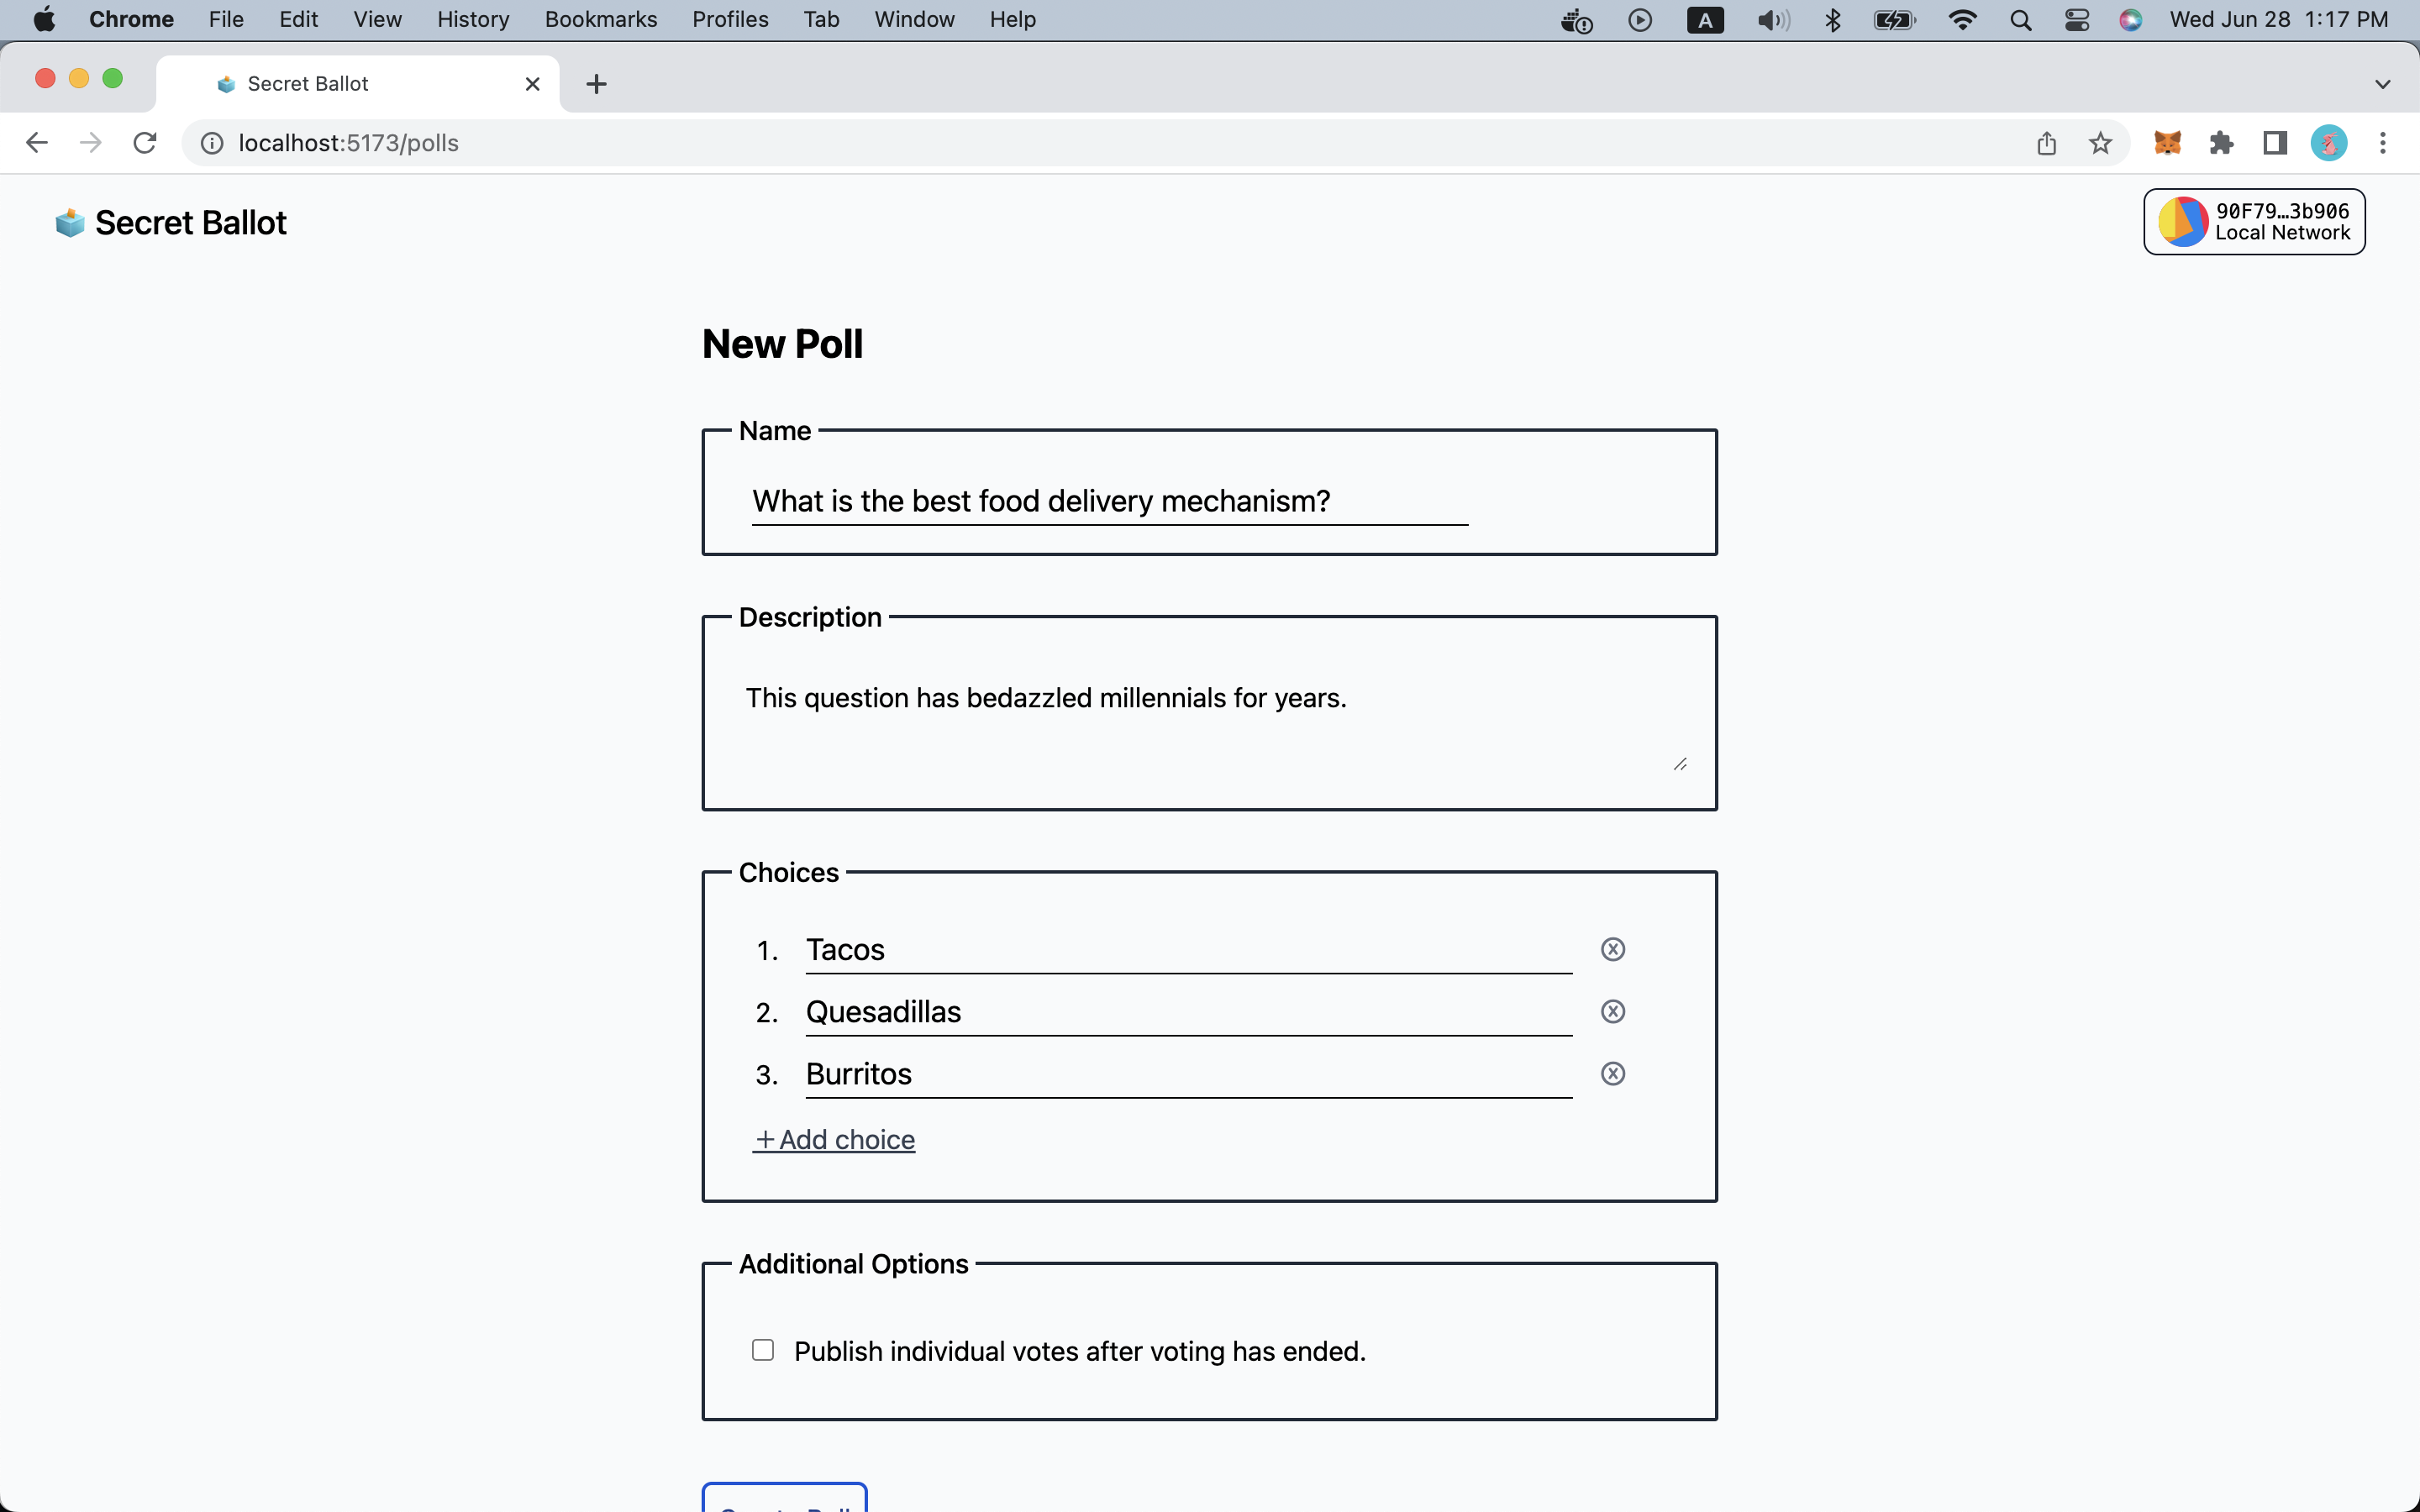 Chrome File Edit View History Bookmarks Profiles Tab Window Help A Wed Jun 28 1:17 PM
Secret Ballot
localhost:5173/polls
Secret Ballot
90F79…3b906
Local Network
New Poll
Name
What is the best food delivery mechanism?
Description
This question has bedazzled millennials for years.
Choices
1. Tacos
2. Quesadillas
3. Burritos
+Add choice
Additional Options
Publish individual votes after voting has ended.